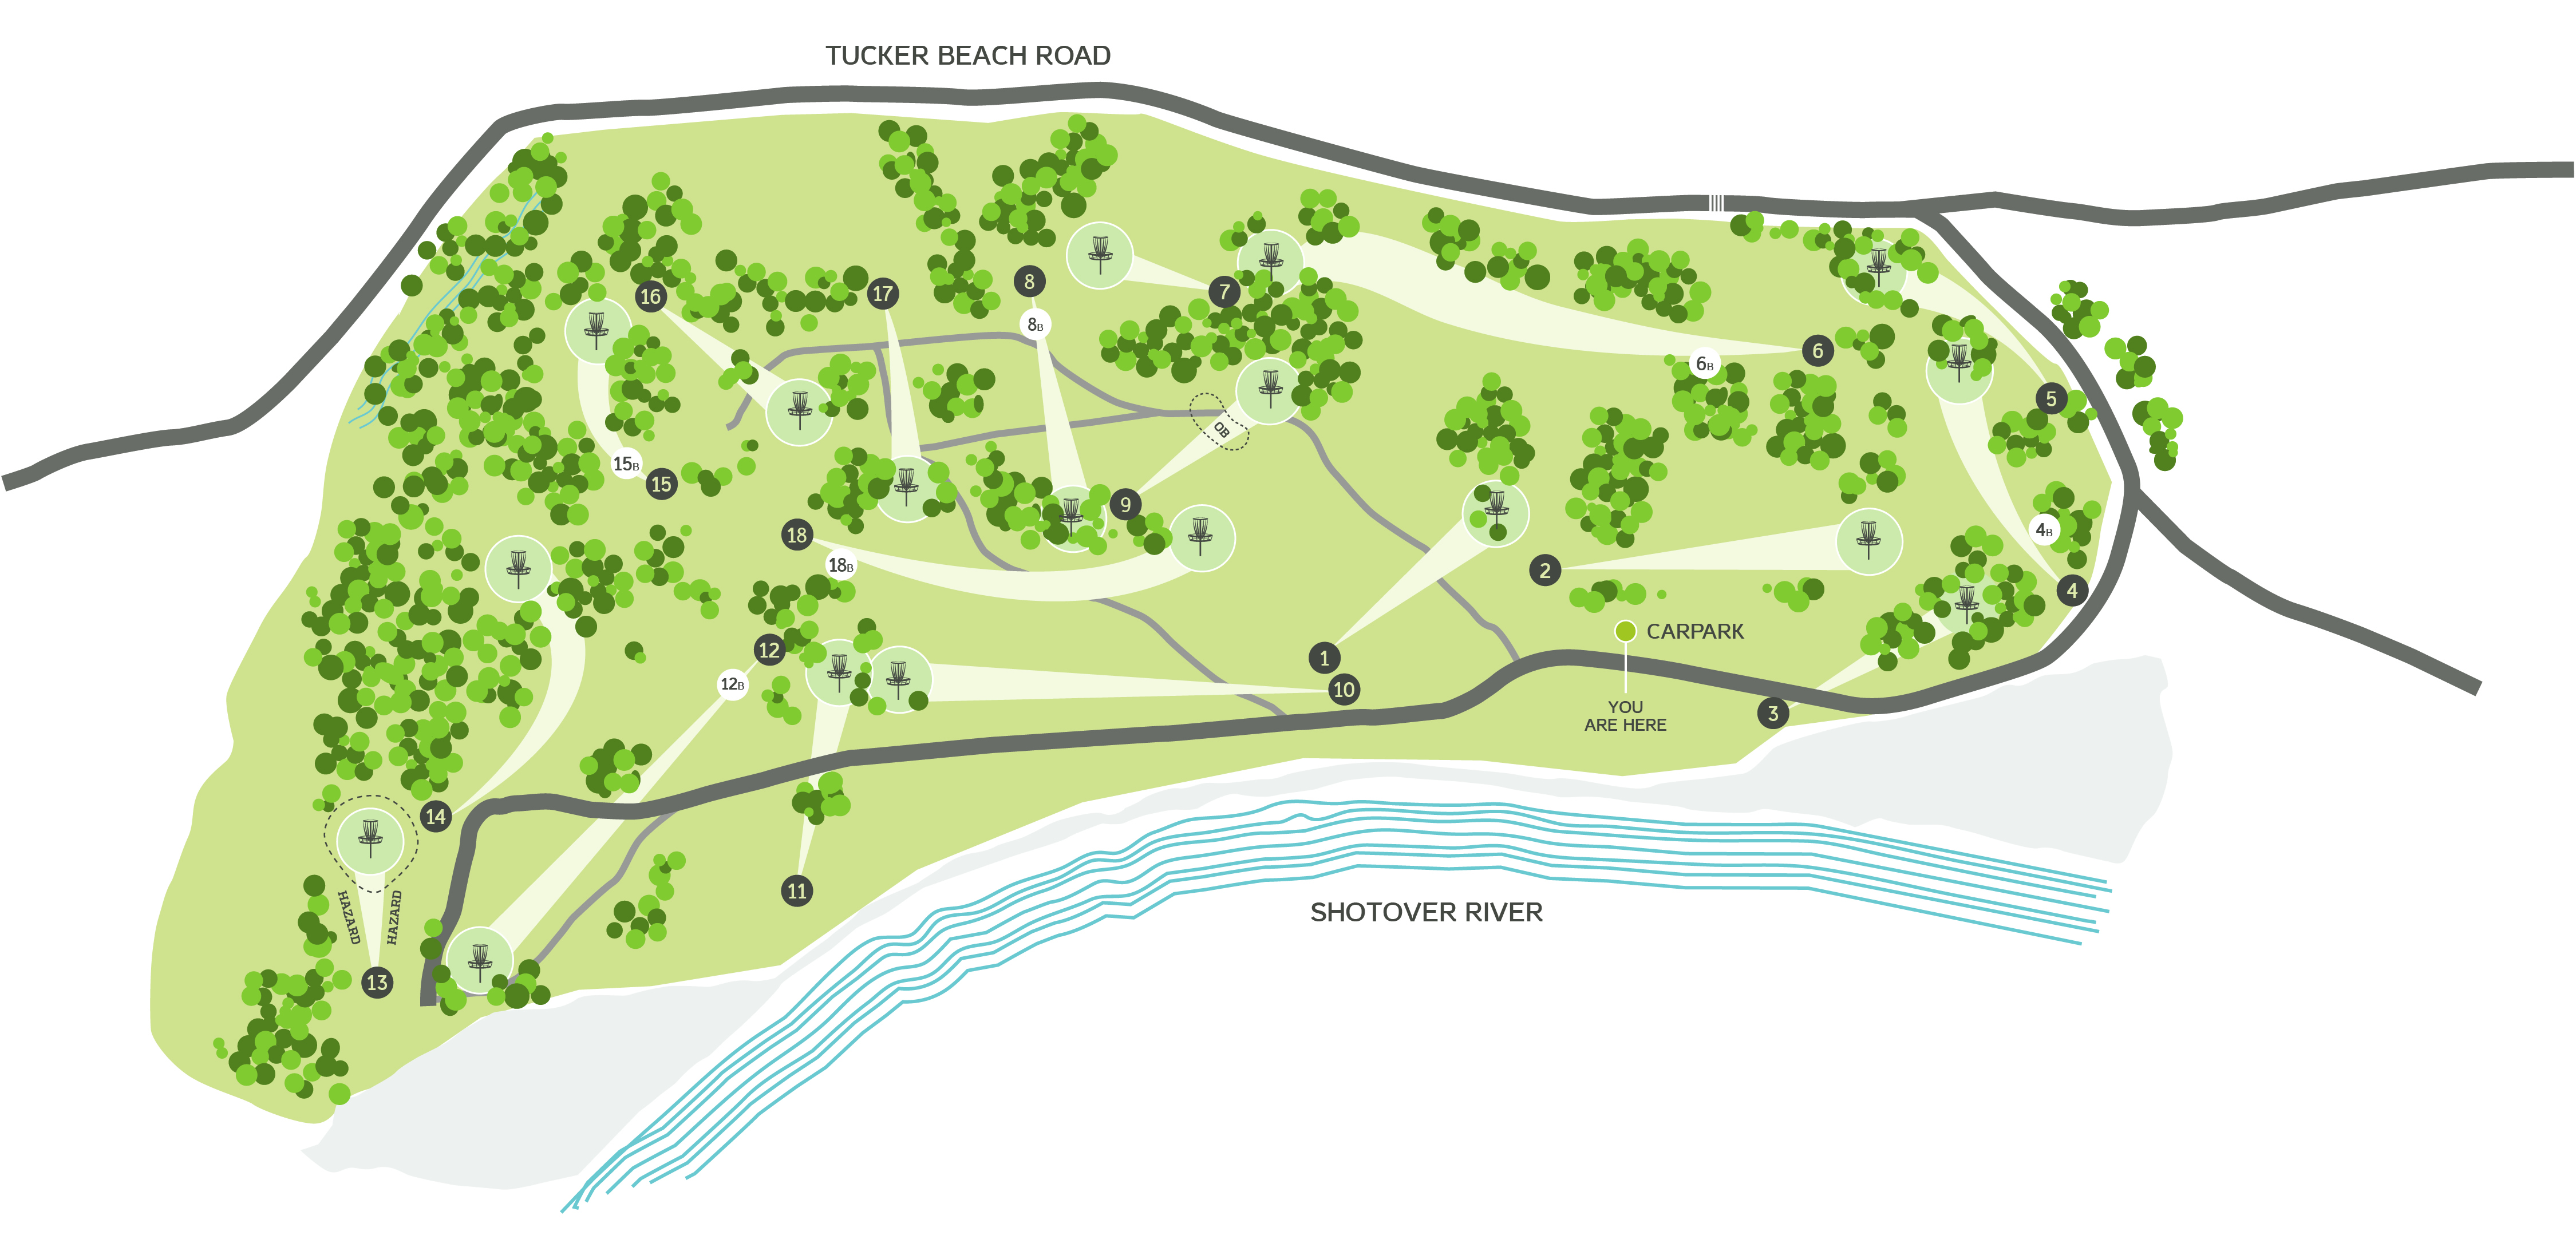 TUCKER BEACH ROAD
16
17
8
8B
7
6
6B
5
OB
15B
15
9
18
18B
2
4B
4
12
12B
1
10
CARPARK
3
YOU
ARE HERE
14
11
HAZARD
HAZARD
13
SHOTOVER RIVER